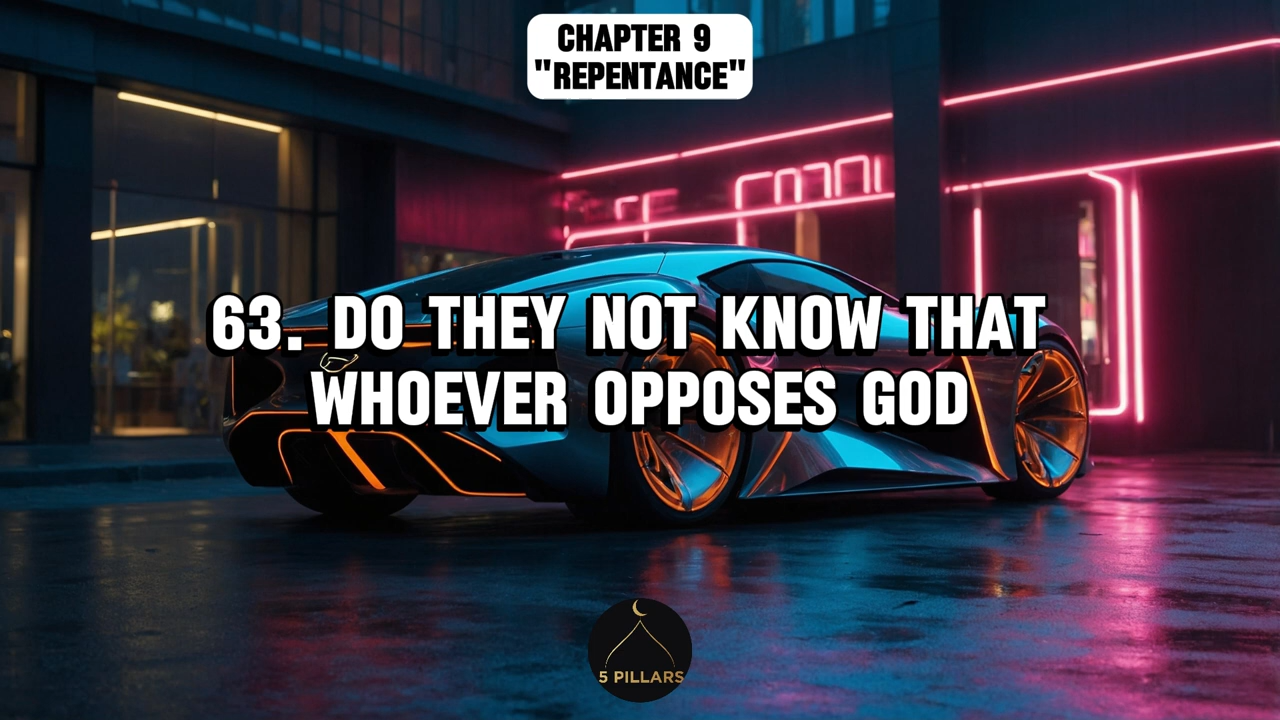 CHAPTER 9
"REPENTANCE"
63. DO THEY NOT KNOW THAT
WHOEVER OPPOSES GOD
5 PILLARS